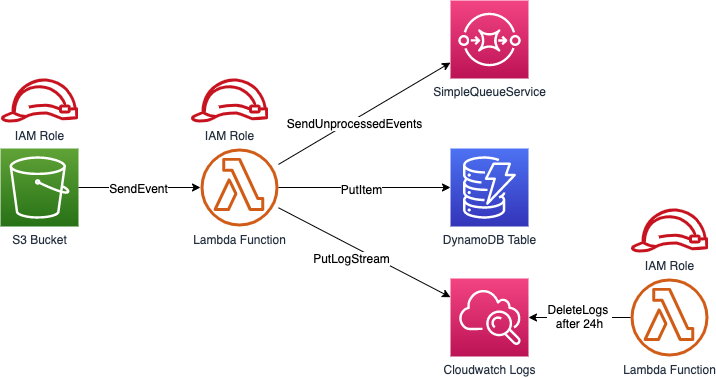 SimpleQueueService
IAM Role
IAM Role
SendUnprocessedEvents
SendEvent
PutItem
S3 Bucket
Lambda Function
DynamoDB Table
PutLogStream
IAM Role
DeleteLogs
after 24h
Cloudwatch Logs
Lambda Function